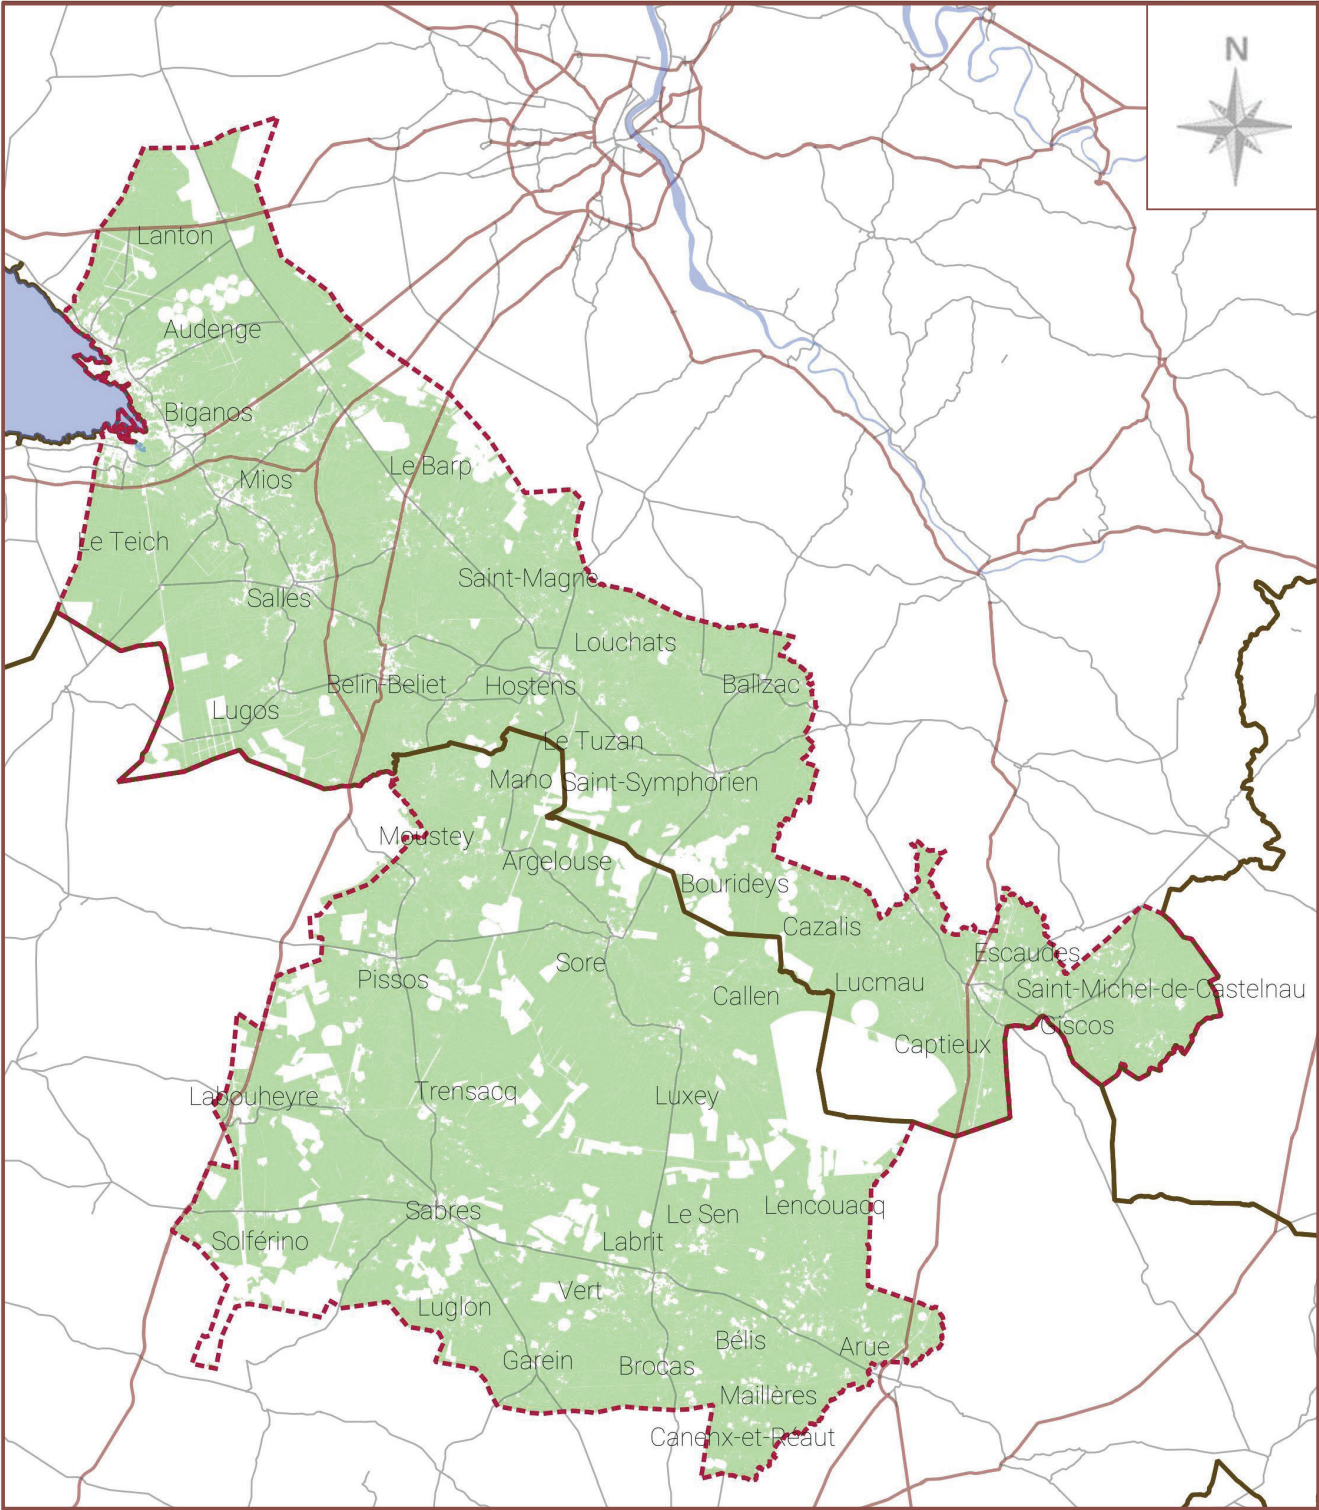 N
Lanton
Audenge
Biganos
Le Barp
Mios
Le Teich
Saint-Magne
Salles
Louchats
Belin-Beliet
Hostens
Balizac
Lugos
Le Tuzan
Mano
Saint-Symphorien
Moustey
Argelouse
Bourideys
Cazalis
Escaudes
Sore
Pissos
Lucmau
Saint-Michel-de-Castelnau
Callen
Giscos
Captieux
Labouheyre
Trensacq
Luxey
Lencouacq
Sabres
Le Sen
Solférino
Labrit
Vert
Luglon
Bélis
Arue
Garein
Brocas
Maillères
Canenx-et-Réaut